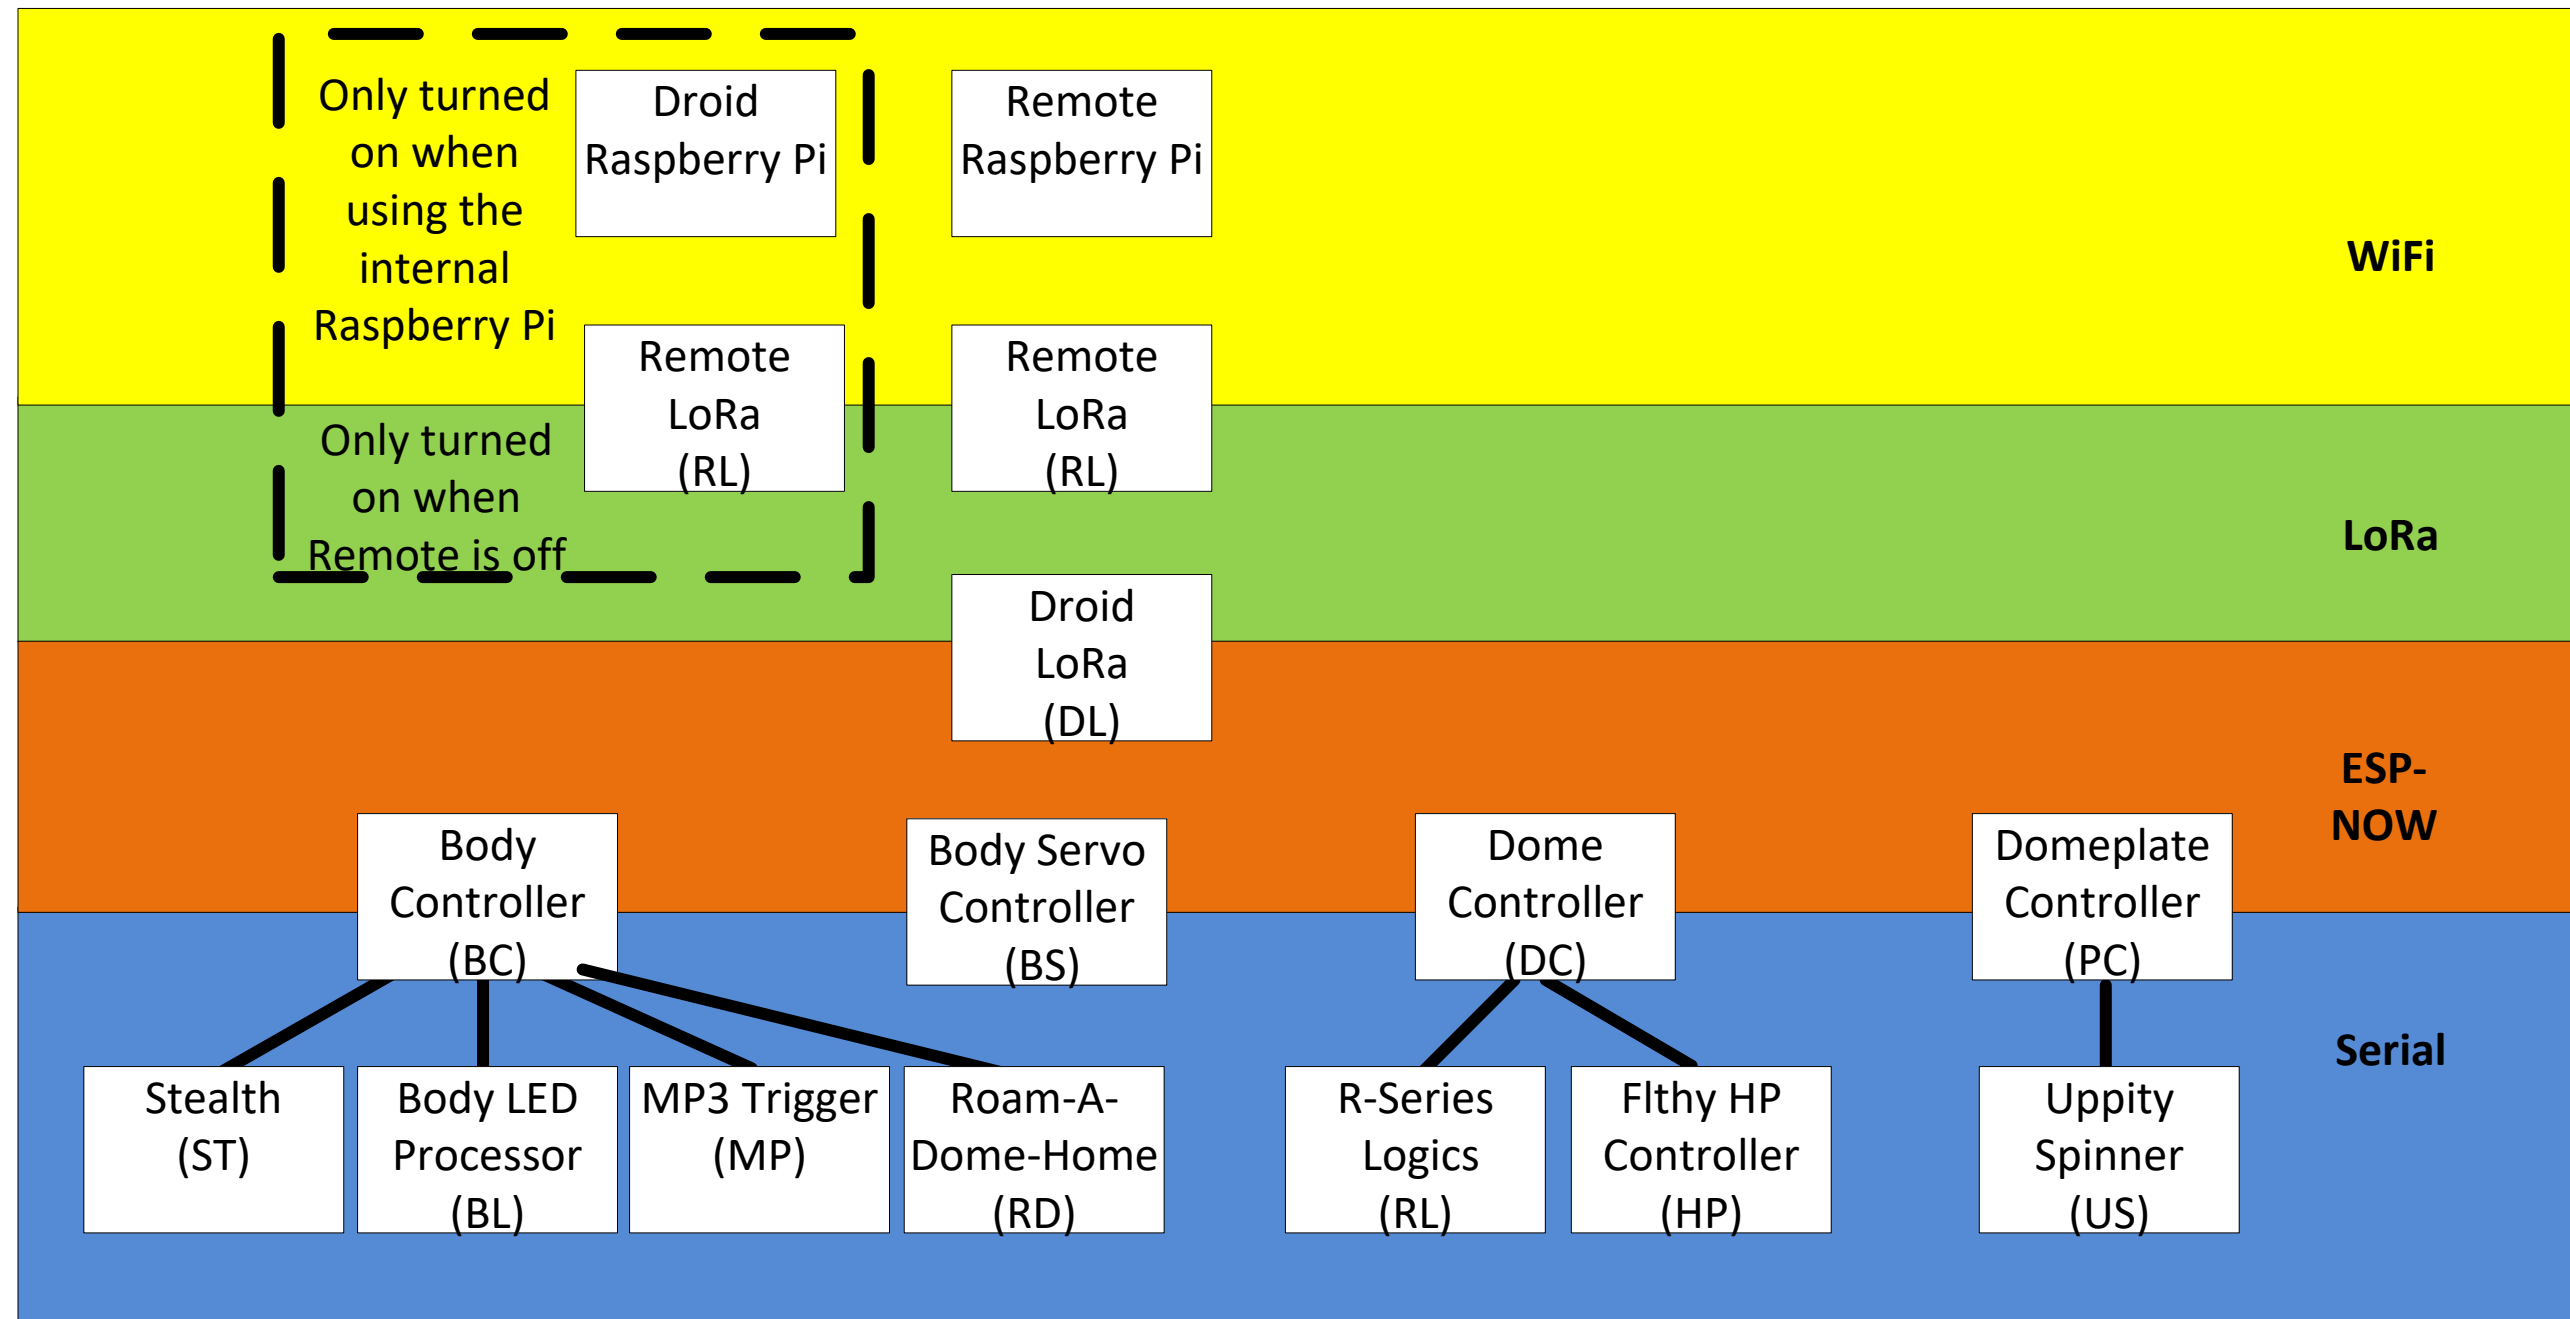 Only turned
on when
using the
internal
Raspberry Pi
Droid
Raspberry Pi
Remote
Raspberry Pi
WiFi
Remote
LoRa
(RL)
Remote
LoRa
(RL)
Only turned
on when
Remote is off
LoRa
Droid
LoRa
(DL)
ESP-
NOW
Body
Controller
(BC)
Body Servo
Controller
(BS)
Dome
Controller
(DC)
Domeplate
Controller
(PC)
Serial
Stealth
(ST)
Body LED
Processor
(BL)
MP3 Trigger
(MP)
Roam-A-
Dome-Home
(RD)
R-Series
Logics
(RL)
Flthy HP
Controller
(HP)
Uppity
Spinner
(US)